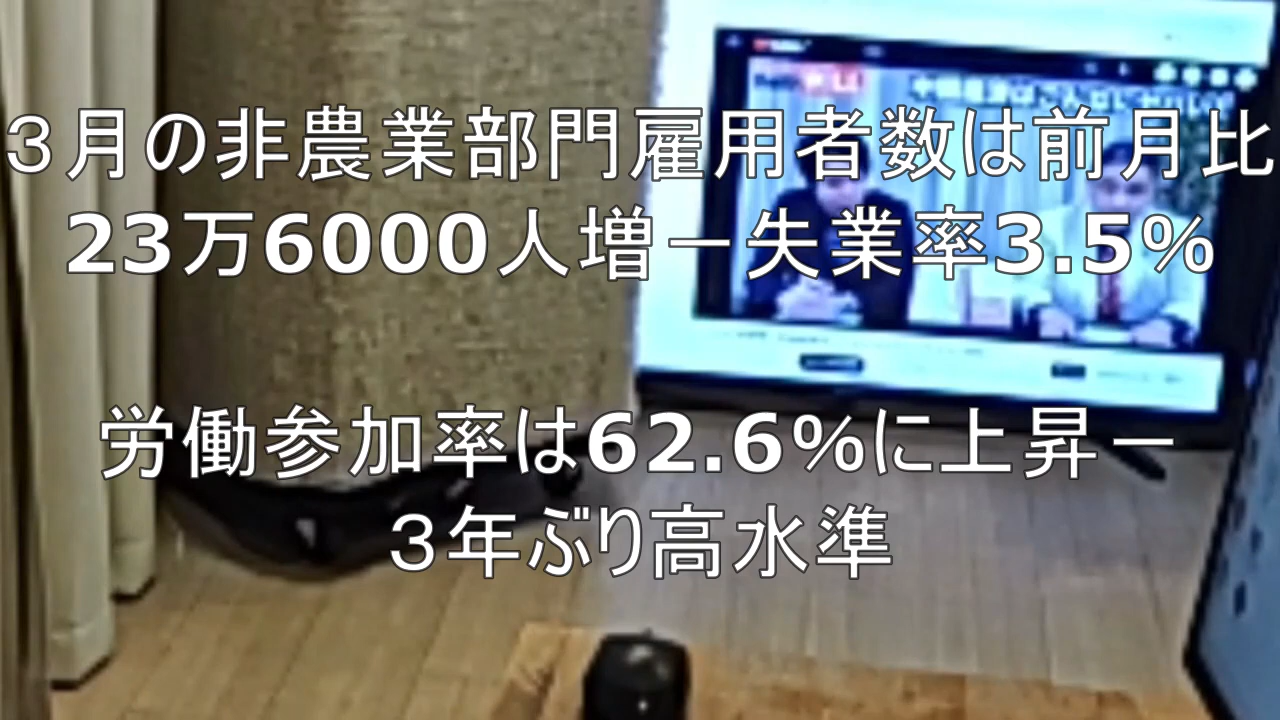 ３月の非農業部門雇用者数は前月比
23万6000人増－失業率3.5%
労働参加率は62.6%に上昇－
３年ぶり高水準